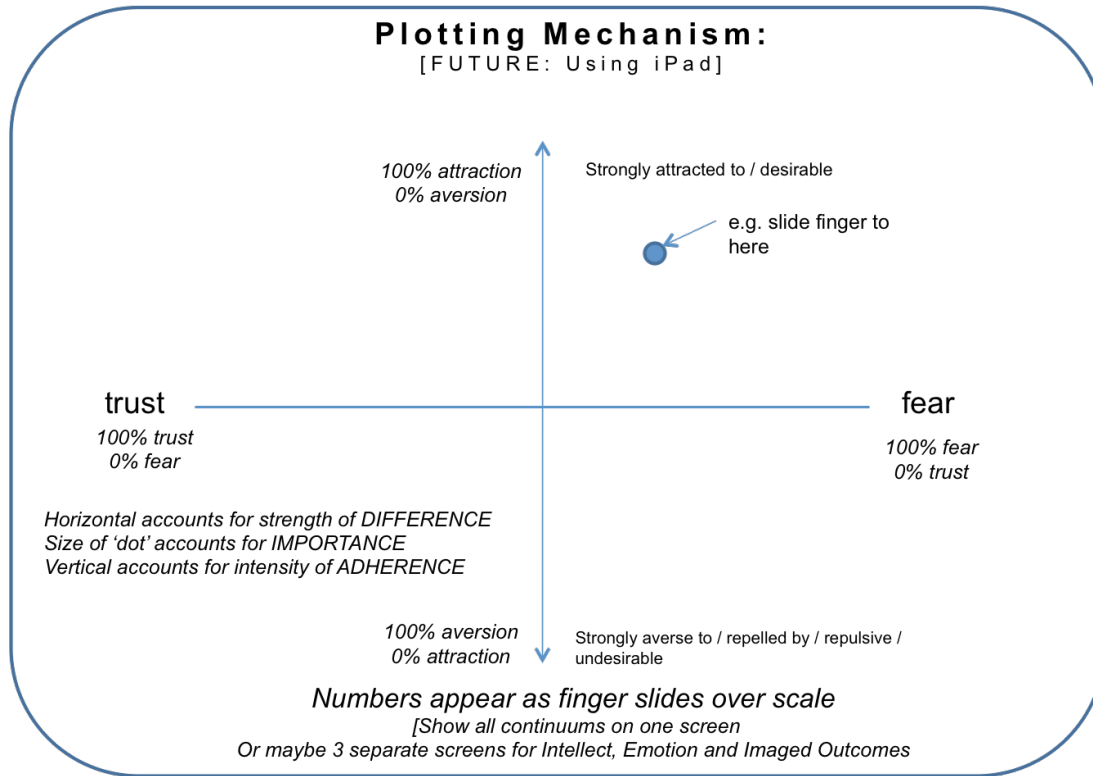 Plotting Mechanism:
[FUTURE: Using iPad]
100% attraction
0% aversion
Strongly attracted to / desirable
e.g. slide finger to
here
trust
100% trust
0% fear
fear
100% fear
0% trust
Horizontal accounts for strength of DIFFERENCE
Size of ‘dot’ accounts for IMPORTANCE
Vertical accounts for intensity of ADHERENCE
100% aversion
0% attraction
Strongly averse to / repelled by / repulsive /
undesirable
Numbers appear as finger slides over scale
[Show all continuums on one screen
Or maybe 3 separate screens for Intellect, Emotion and Imaged Outcomes